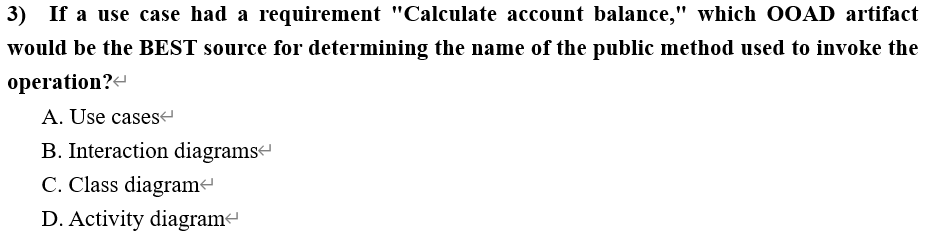 3) If a use case had a requirement "Calculate account balance," which OOAD artifact
would be the BEST source for determining the name of the public method used to invoke the
operation?↵
A. Use cases↵
B. Interaction diagrams↵
C. Class diagram↵
D. Activity diagram↵